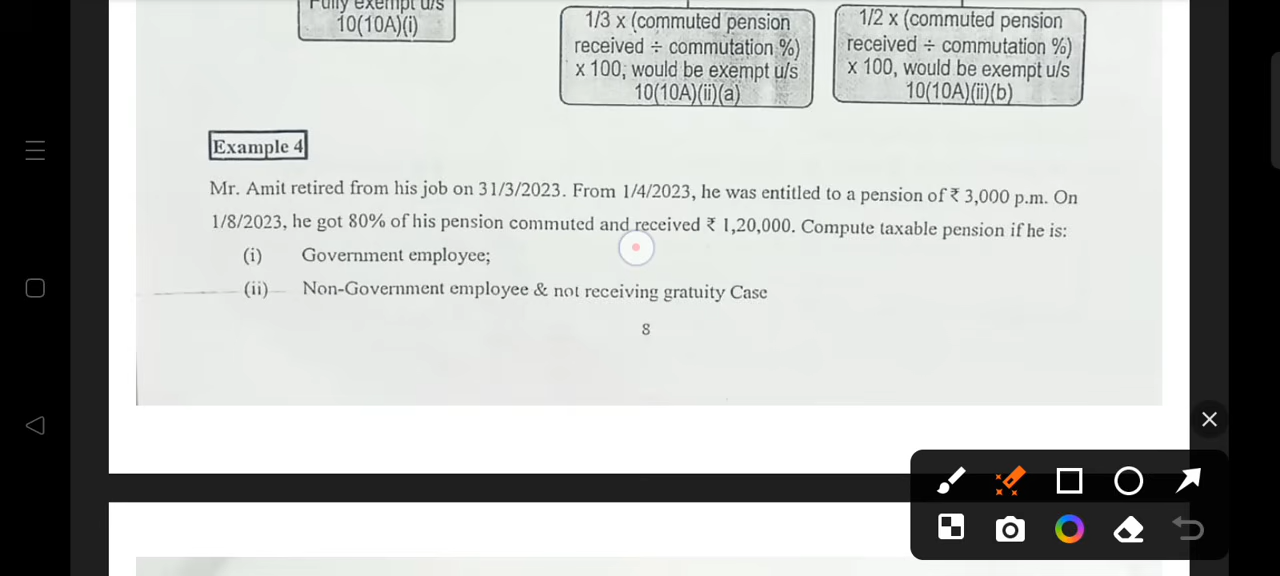 Fully exempt u/s
10(10A)(i)
1/3 x (commuted pension
received ÷ commutation %)
x 100, would be exempt u/s
10(10A)(ii)(a)
1/2 x (commuted pension
received ÷ commutation %)
x 100, would be exempt u/s
10(10A)(ii)(b)
Example 4
Mr. Amit retired from his job on 31/3/2023. From 1/4/2023, he was entitled to a pension of ₹ 3,000 p.m. On
1/8/2023, he got 80% of his pension commuted and received ₹ 1,20,000. Compute taxable pension if he is:
(i) Government employee;
(ii) Non-Government employee & not receiving gratuity Case
8